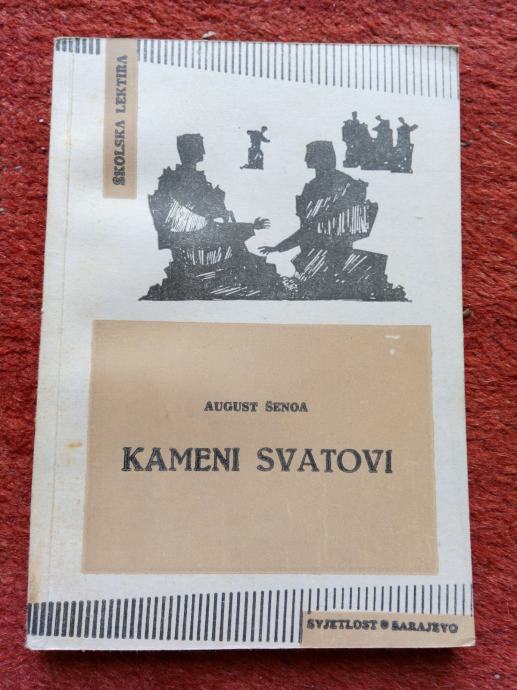 ŠKOLSKA LEKTIRA
AUGUST ŠENOA
KAMENI SVATOVI
SVJETLOST • SARAJEVO